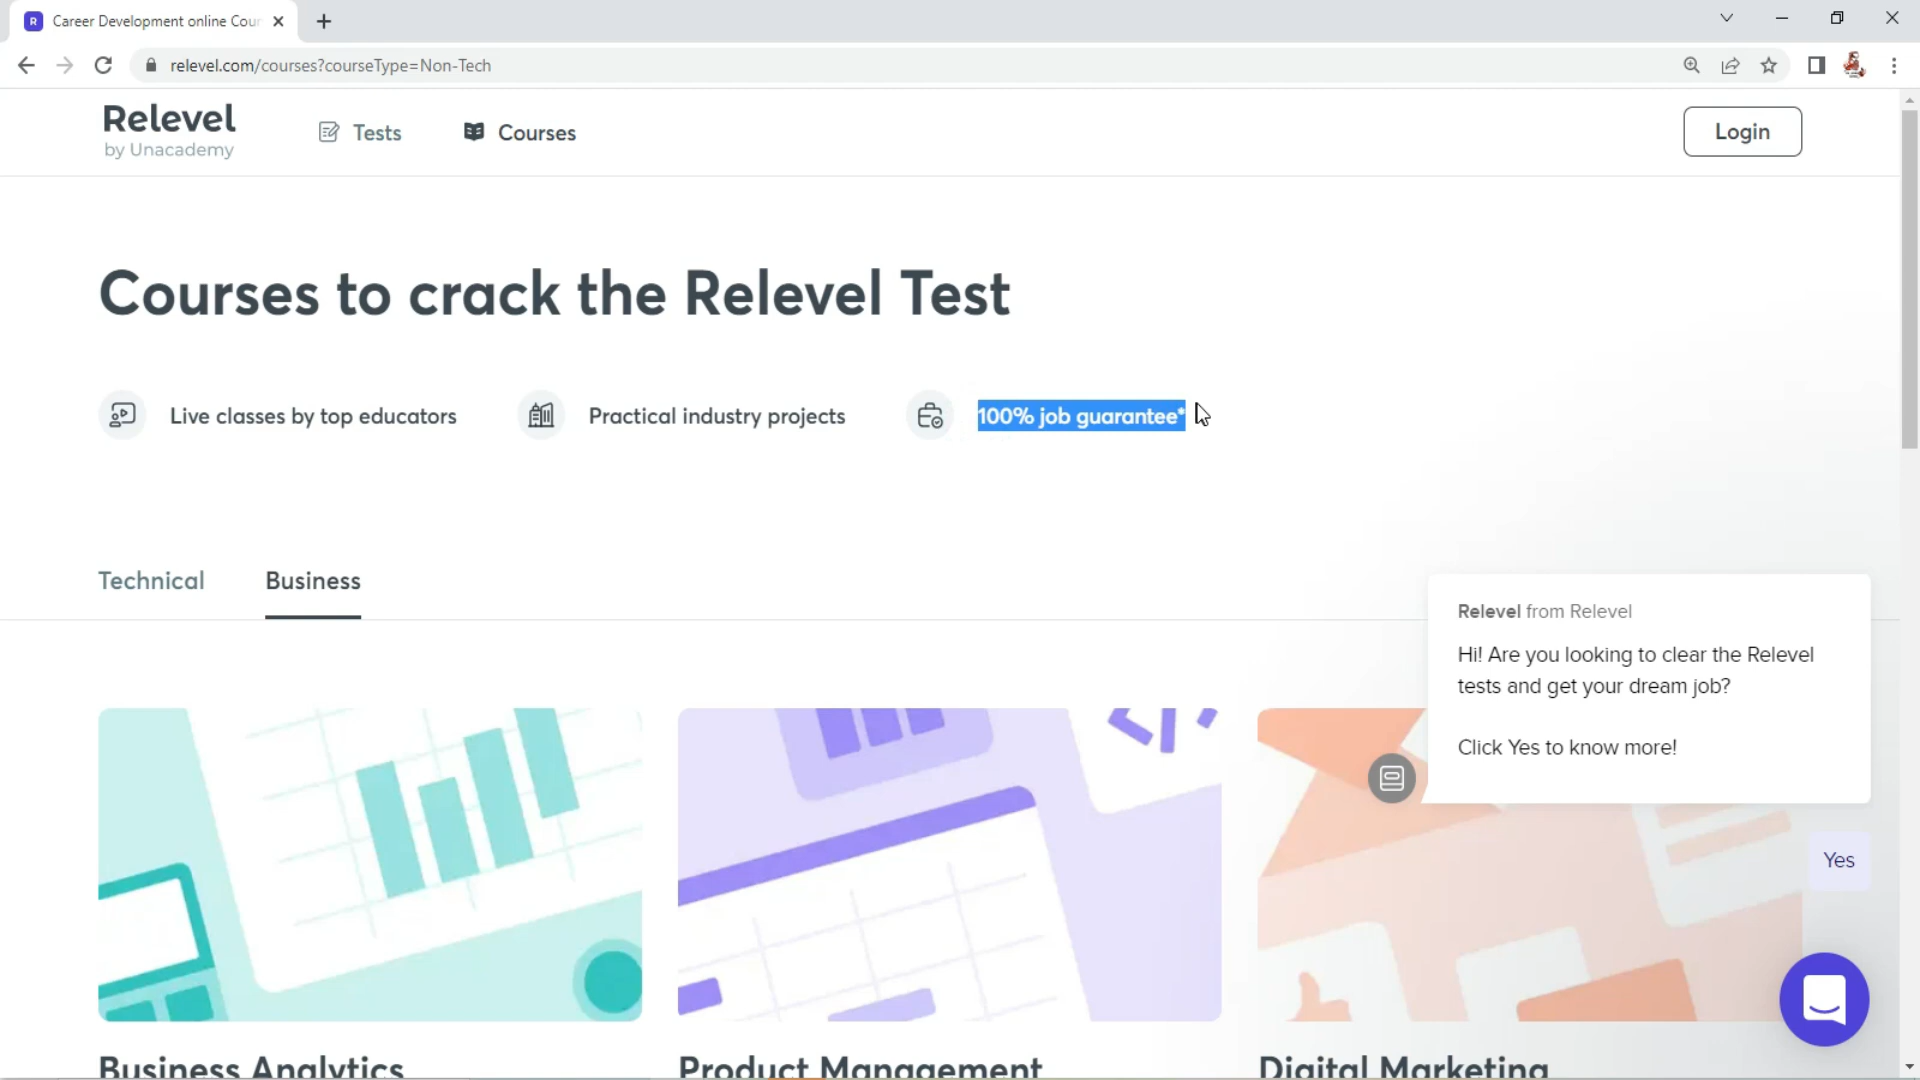 R Career Development online Cour
relevel.com/courses?courseType=Non-Tech
Relevel
by Unacademy
Tests
Courses
Login
Courses to crack the Relevel Test
Live classes by top educators
Practical industry projects
100% job guarantee*
Technical
Business
Relevel from Relevel
Hi! Are you looking to clear the Relevel
tests and get your dream job?
Click Yes to know more!
Yes
Business Analytics
Product Management
Digital Marketing